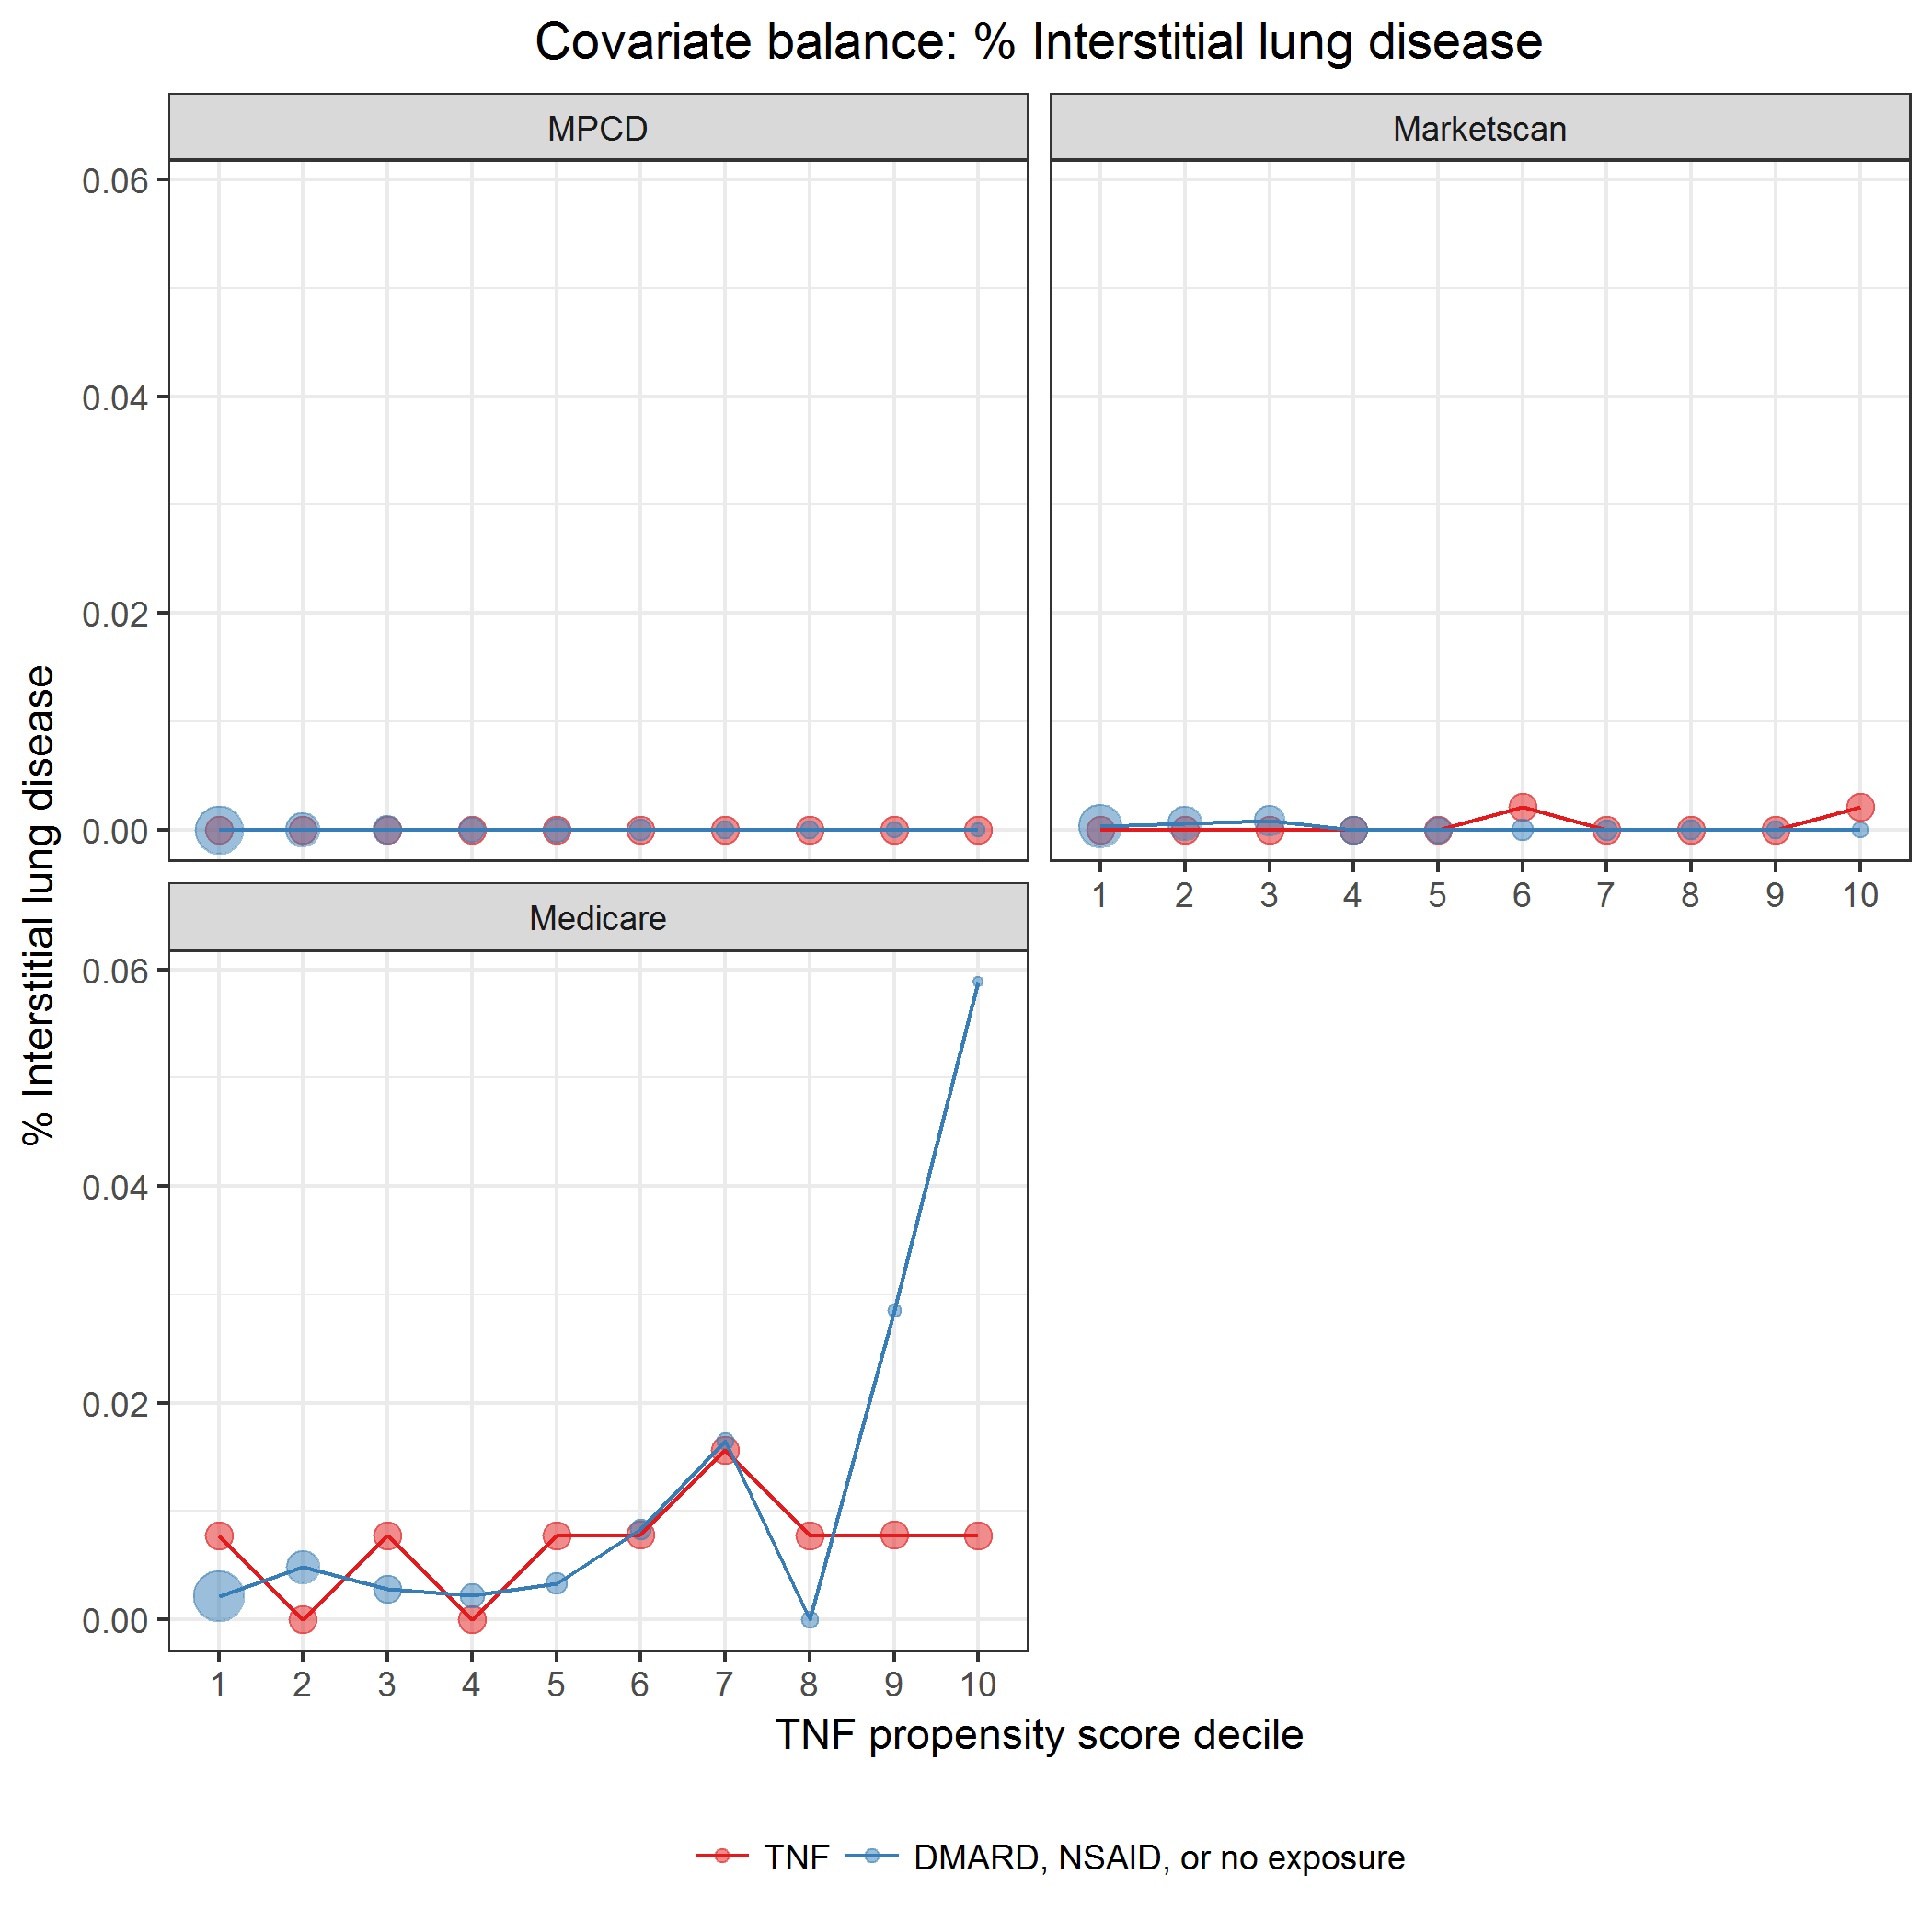 Covariate balance: % Interstitial lung disease
MPCD
Marketscan
0.06
0.04
0.02
0.00
1 2 3 4 5 6 7 8 9 10
Medicare
0.06
0.04
0.02
0.00
1 2 3 4 5 6 7 8 9 10
% Interstitial lung disease
TNF propensity score decile
TNF DMARD, NSAID, or no exposure